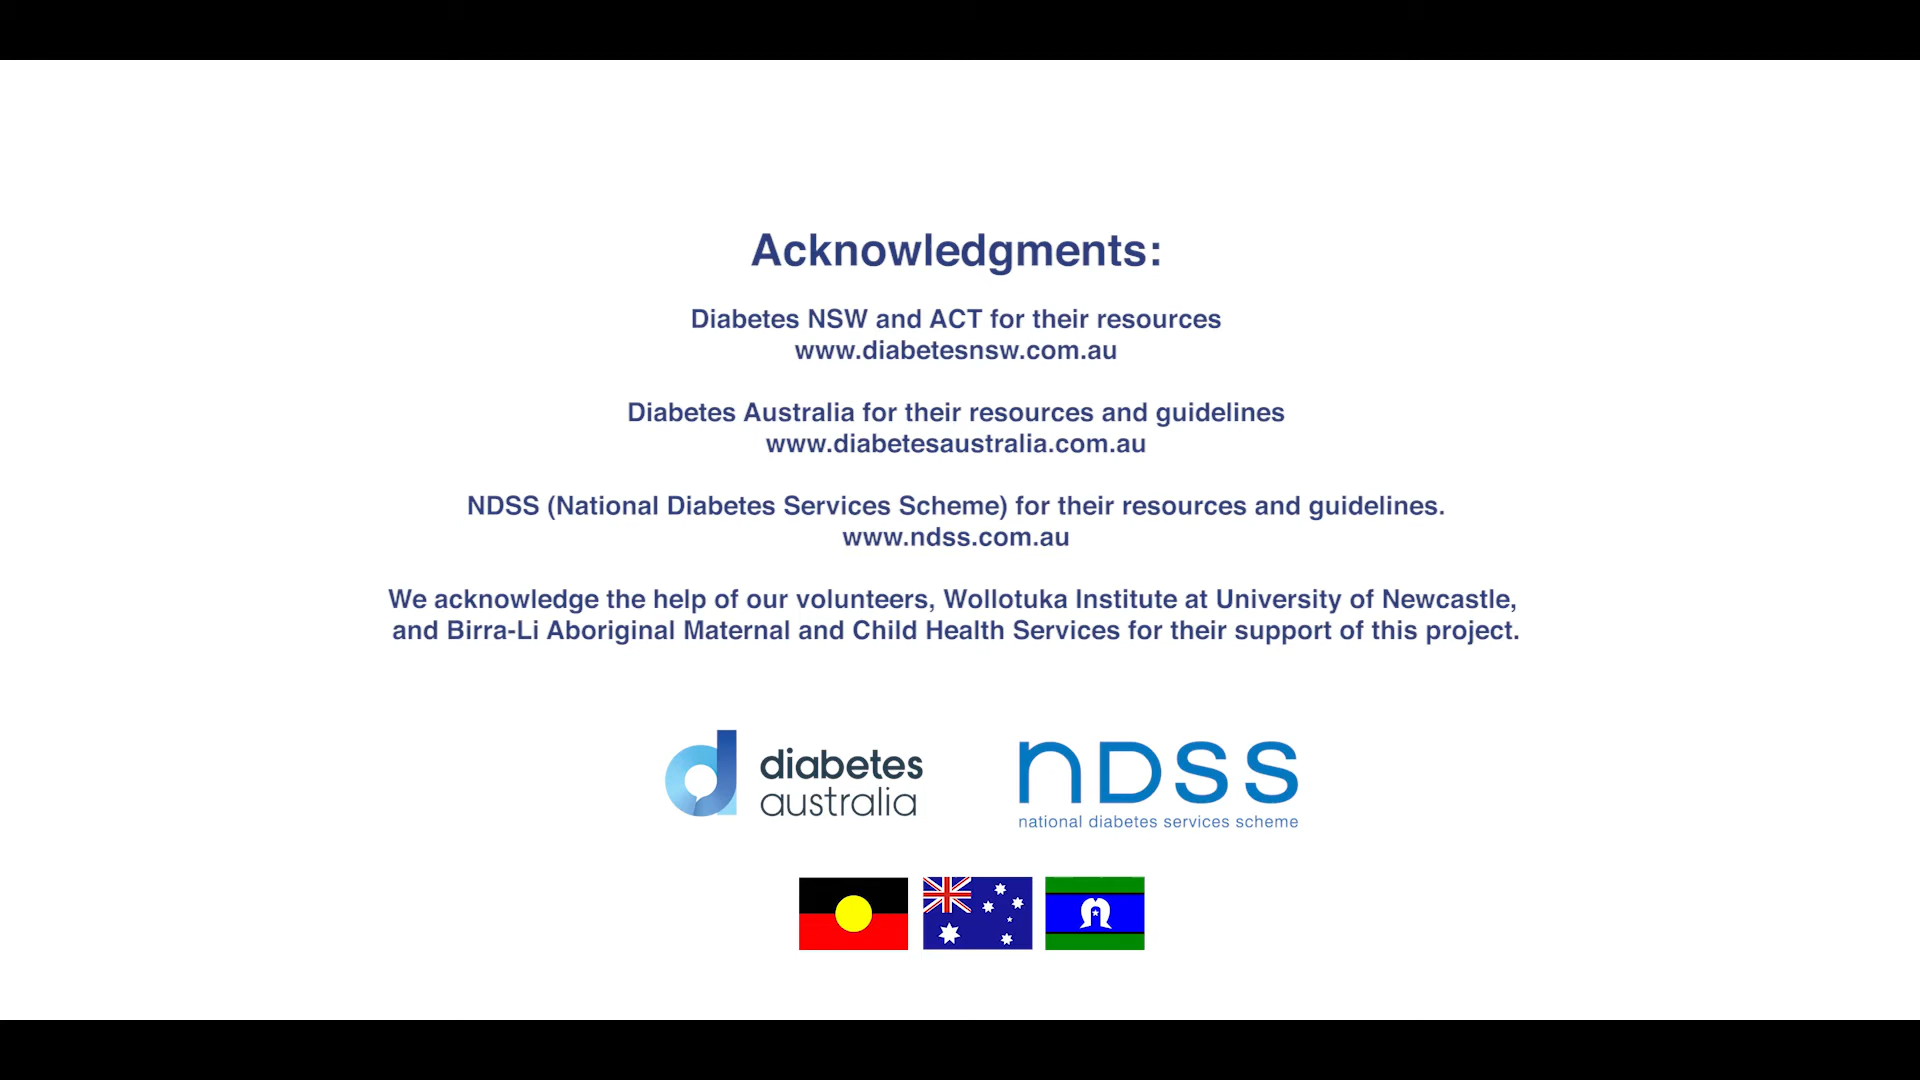 Acknowledgments:
Diabetes NSW and ACT for their resources
www.diabetesnsw.com.au
Diabetes Australia for their resources and guidelines
www.diabetesaustralia.com.au
NDSS (National Diabetes Services Scheme) for their resources and guidelines.
www.ndss.com.au
We acknowledge the help of our volunteers, Wollotuka Institute at University of Newcastle,
and Birra-Li Aboriginal Maternal and Child Health Services for their support of this project.
diabetes
australia
nDSS
national diabetes services scheme